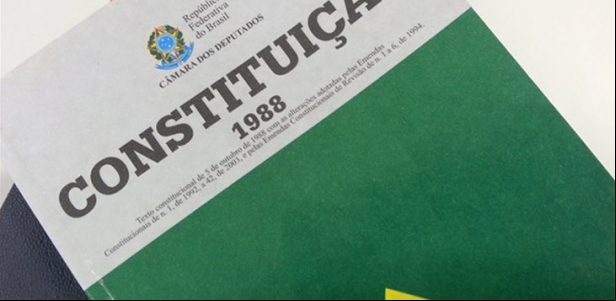 República
Federativa
do Brasil
CÂMARA DOS DEPUTADOS
CONSTITUIÇA
1988
Texto constitucional de 5 de outubro de 1988 com as alterações adotadas pelas Emendas
Constitucionais de n. 1, de 1992, a 42, de 2003, e pelas Emendas Constitucionais de Revisão de n. 1 a 6, de 1994.